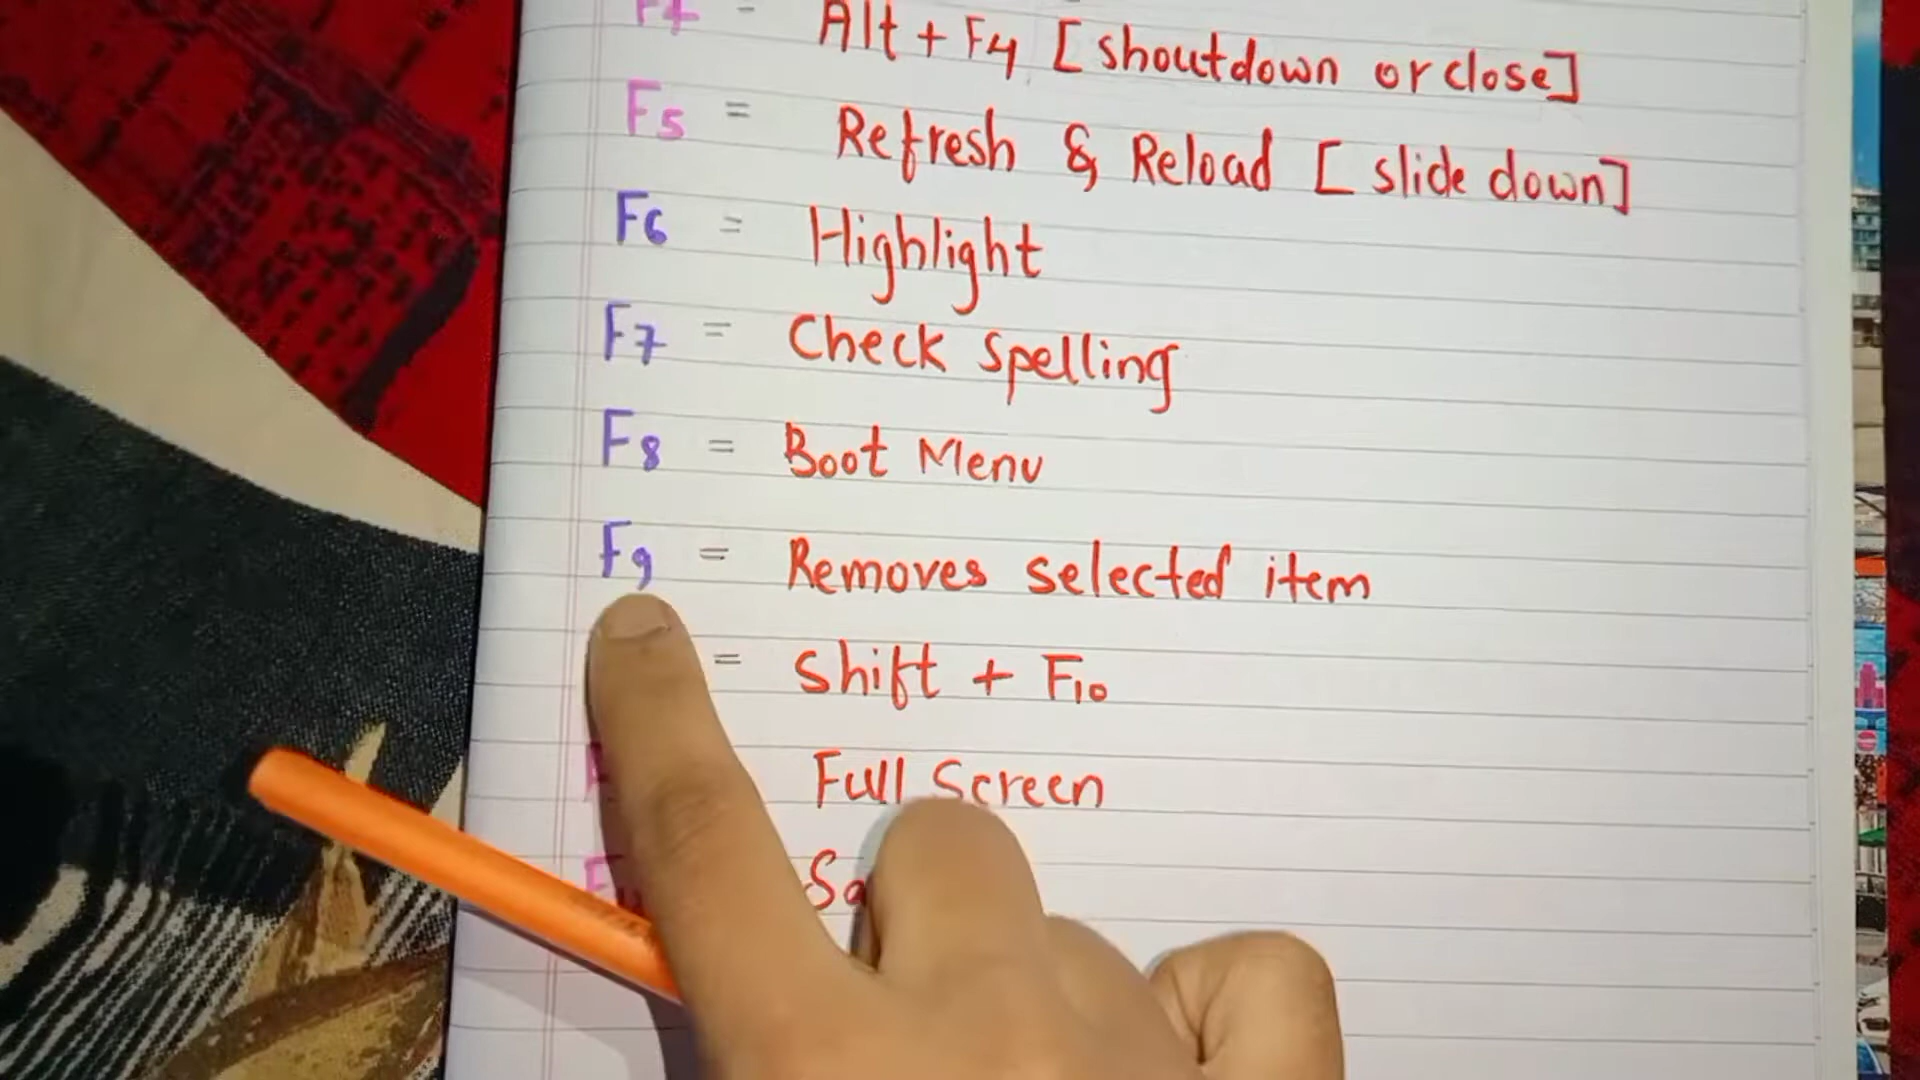 F4 = Alt + F4 [shoutdown or close]
F5 = Refresh & Reload [slide down]
F6 = Highlight
F7 = Check spelling
F8 = Boot Menu
F9 = Removes selected item
= Shift + F10
Full Screen